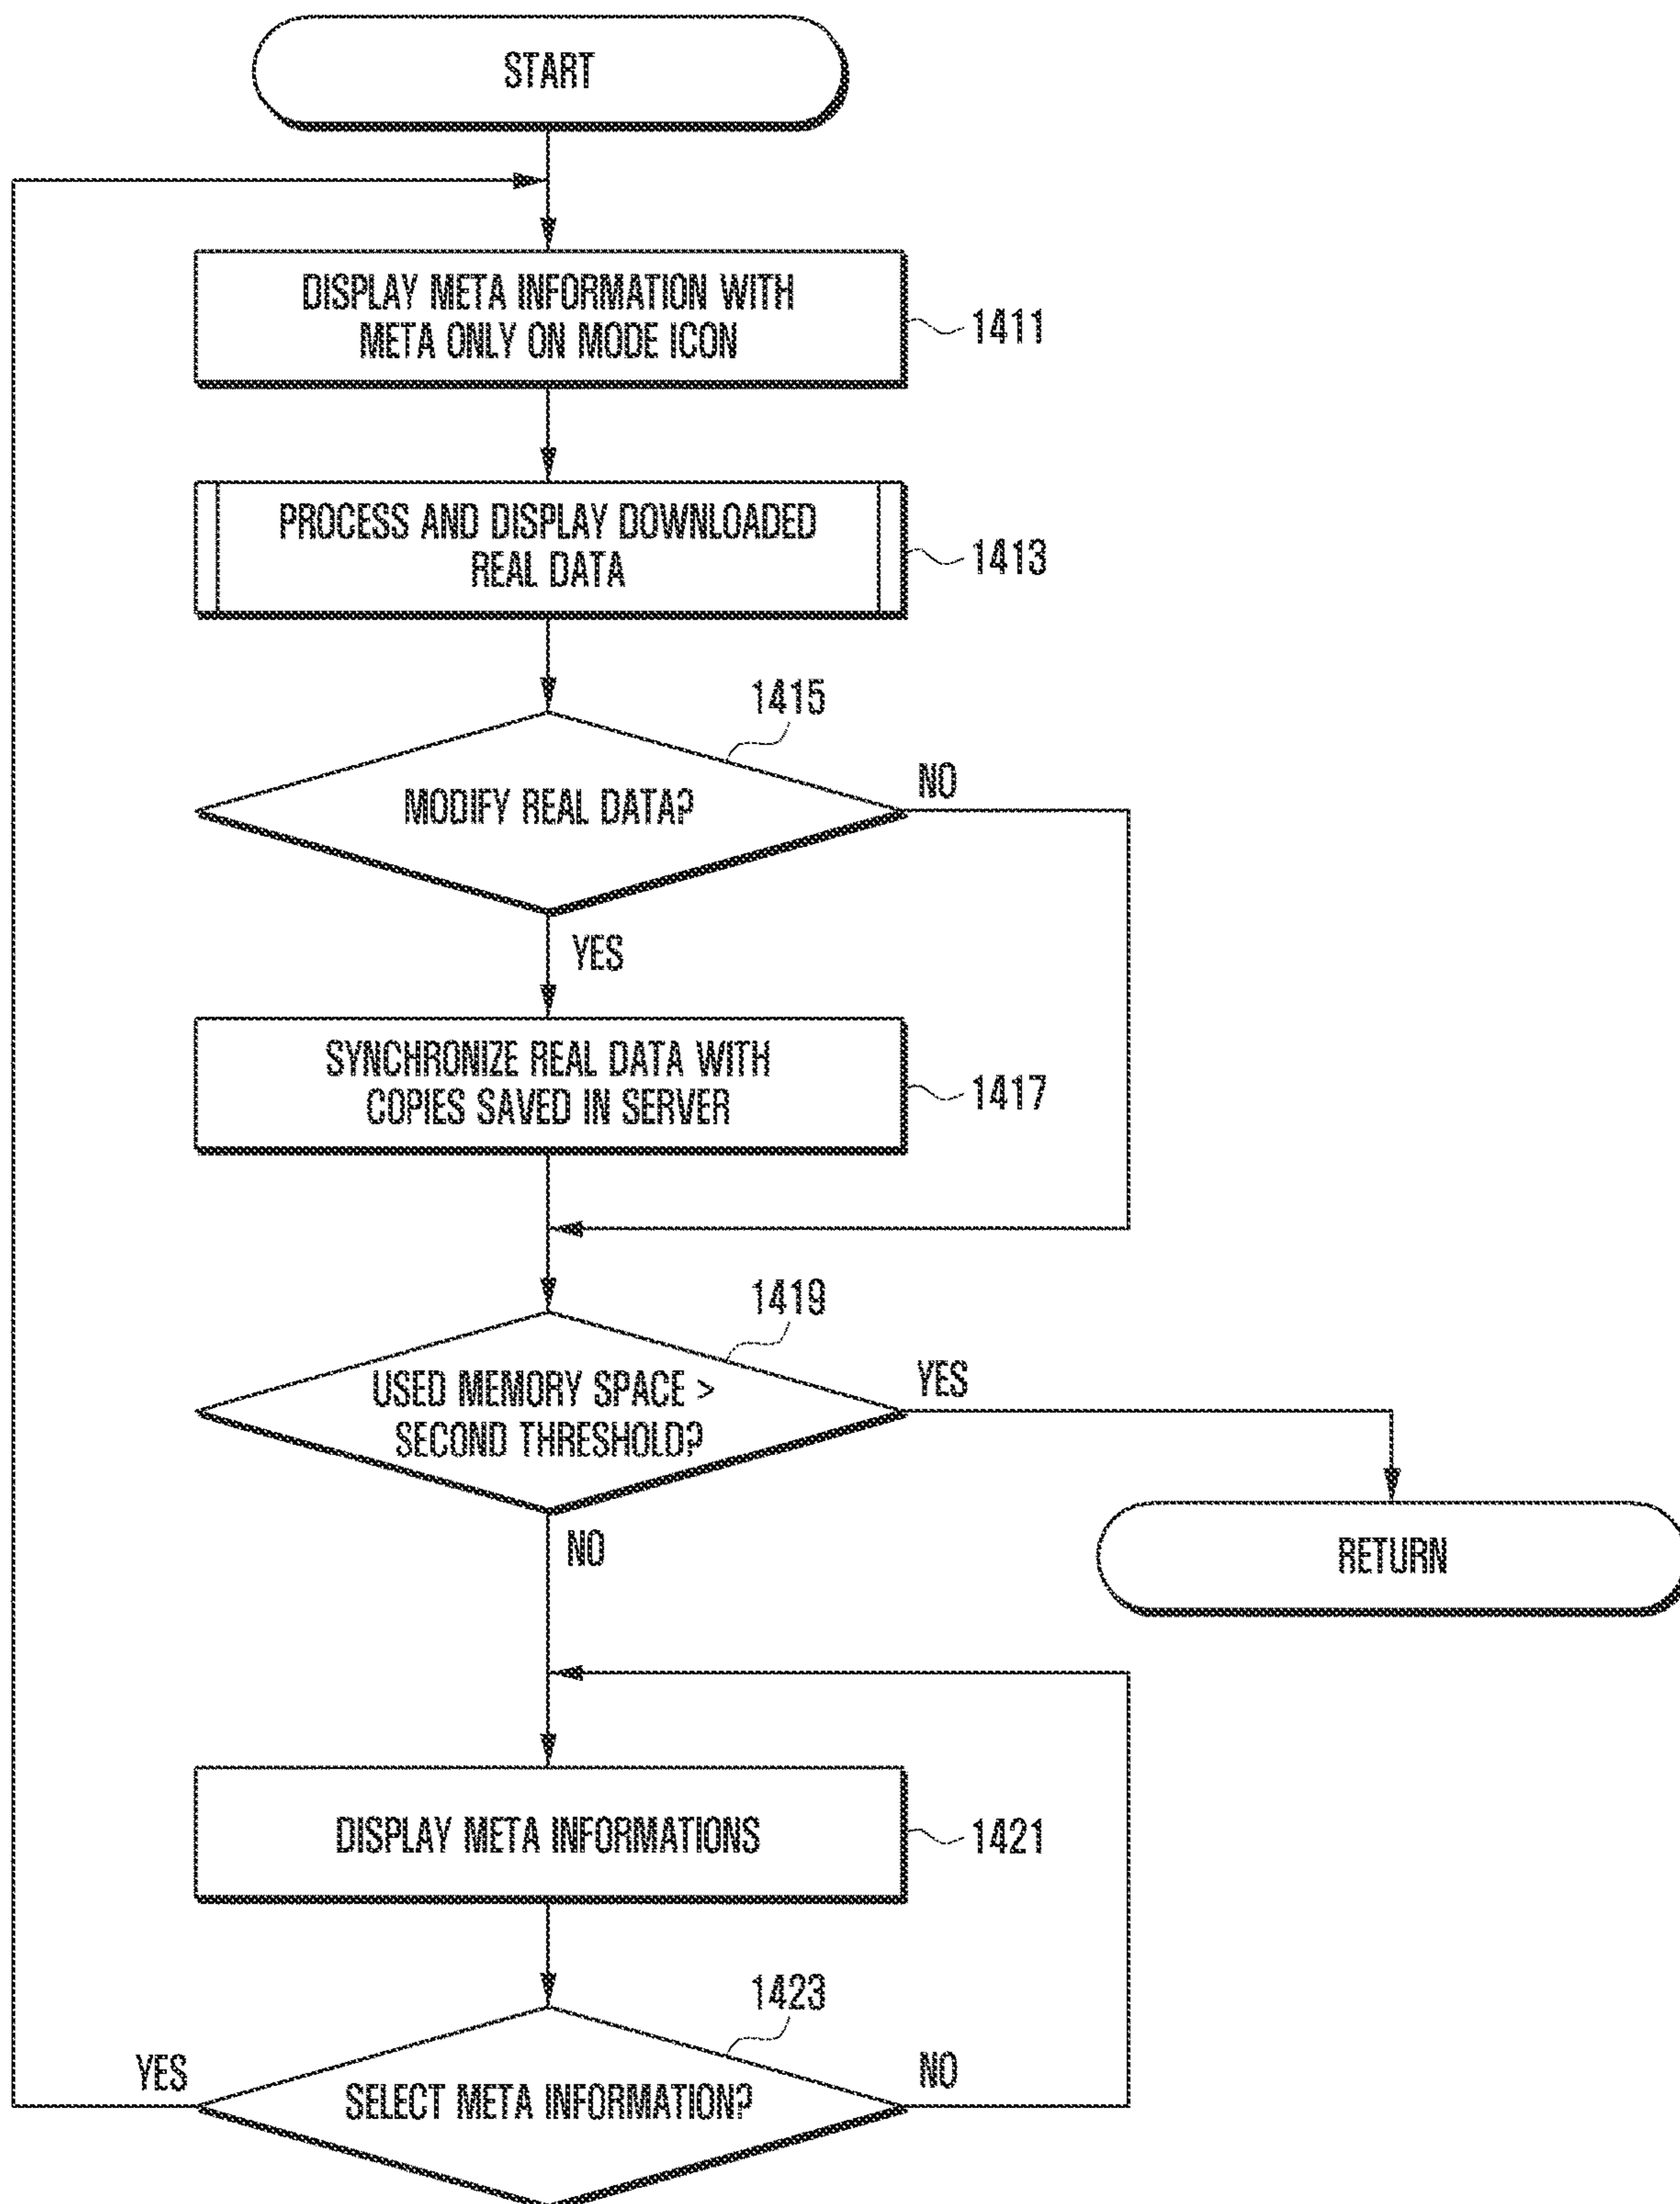 START
DISPLAY META INFORMATION WITH
META ONLY ON MODE ICON
1411
PROCESS AND DISPLAY DOWNLOADED
REAL DATA
1413
1415
MODIFY REAL DATA?
NO
YES
SYNCHRONIZE REAL DATA WITH
COPIES SAVED IN SERVER
1417
1419
USED MEMORY SPACE >
SECOND THRESHOLD?
YES
NO
RETURN
DISPLAY META INFORMATIONS
1421
1423
YES
SELECT META INFORMATION?
NO